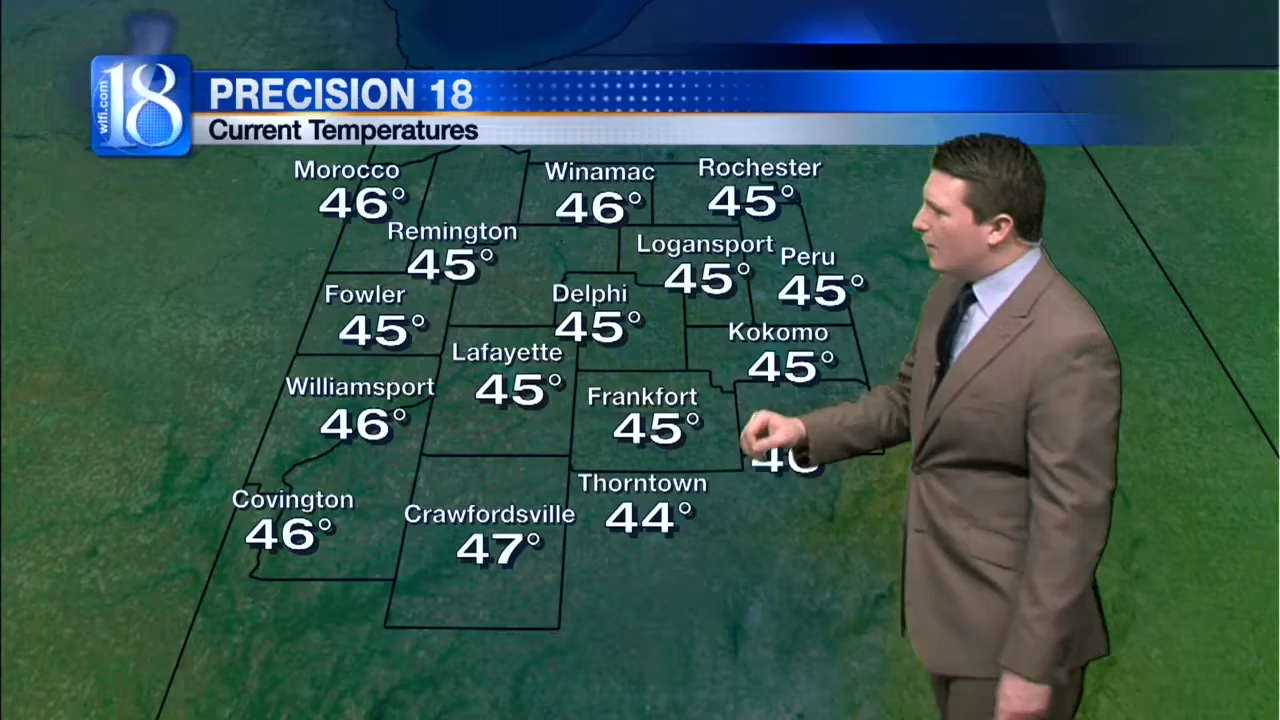 wlfi.com
18
PRECISION 18
Current Temperatures
Morocco
46°
Winamac
46°
Rochester
45°
Remington
45°
Logansport
45°
Peru
45°
Fowler
45°
Delphi
45°
Kokomo
45°
Lafayette
45°
Williamsport
46°
Frankfort
45°
Covington
46°
Crawfordsville
47°
Thorntown
44°